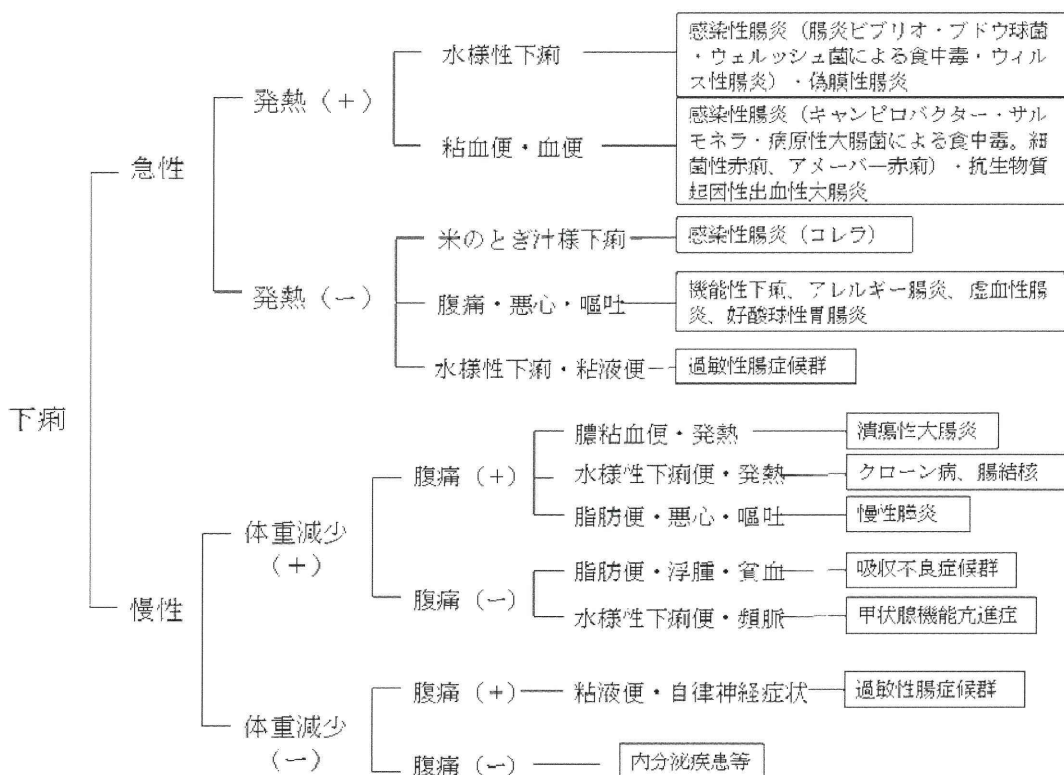 下痢
急性
発熱（＋）
水様性下痢
感染性腸炎（腸炎ビブリオ・ブドウ球菌
・ウェルッシュ菌による食中毒・ウィル
ス性腸炎）・偽膜性腸炎
粘血便・血便
感染性腸炎（キャンピロバクター・サル
モネラ・病原性大腸菌による食中毒。細
菌性赤痢、アメーバー赤痢）・抗生物質
起因性出血性大腸炎
発熱（－）
米のとぎ汁様下痢
感染性腸炎（コレラ）
腹痛・悪心・嘔吐
機能性下痢、アレルギー腸炎、虚血性腸
炎、好酸球性胃腸炎
水様性下痢・粘液便
過敏性腸症候群
慢性
体重減少
（＋）
腹痛（＋）
膿粘血便・発熱
潰瘍性大腸炎
水様性下痢便・発熱
クローン病、腸結核
脂肪便・悪心・嘔吐
慢性膵炎
腹痛（－）
脂肪便・浮腫・貧血
吸収不良症候群
水様性下痢便・頻脈
甲状腺機能亢進症
体重減少
（－）
腹痛（＋）
粘液便・自律神経症状
過敏性腸症候群
腹痛（－）
内分泌疾患等